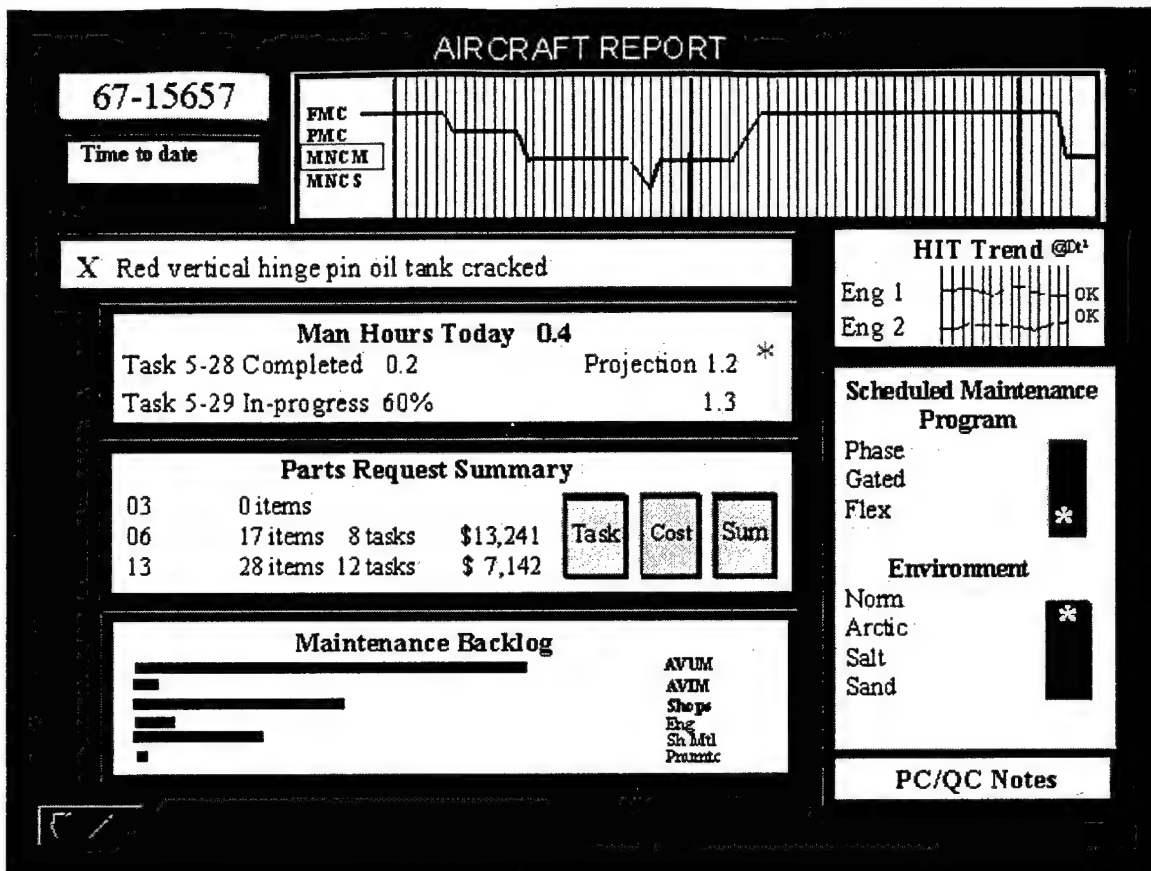 AIRCRAFT REPORT
67-15657
Time to date
FMC
PMC
MNCM
MNCS
X Red vertical hinge pin oil tank cracked
Man Hours Today 0.4
Task 5-28 Completed 0.2 Projection 1.2 *
Task 5-29 In-progress 60% 1.3
Parts Request Summary
03 0 items
06 17 items 8 tasks $13,241
13 28 items 12 tasks $ 7,142
Task Cost Sum
Maintenance Backlog
AVUM
AVIM
Shops
Eng
Sh Mtl
HIT Trend
Eng 1 OK
Eng 2 OK
Scheduled Maintenance
Program
Phase
Gated
Flex *
Environment
Norm *
Arctic
Salt
Sand
PC/QC Notes